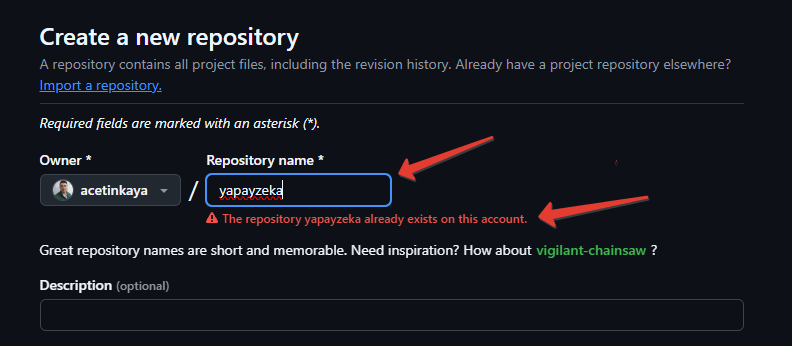 Create a new repository
A repository contains all project files, including the revision history. Already have a project repository elsewhere?
Import a repository.
Required fields are marked with an asterisk (*).
Owner * Repository name *
acetinkaya / yapayzeka
The repository yapayzeka already exists on this account.
Great repository names are short and memorable. Need inspiration? How about vigilant-chainsaw ?
Description (optional)